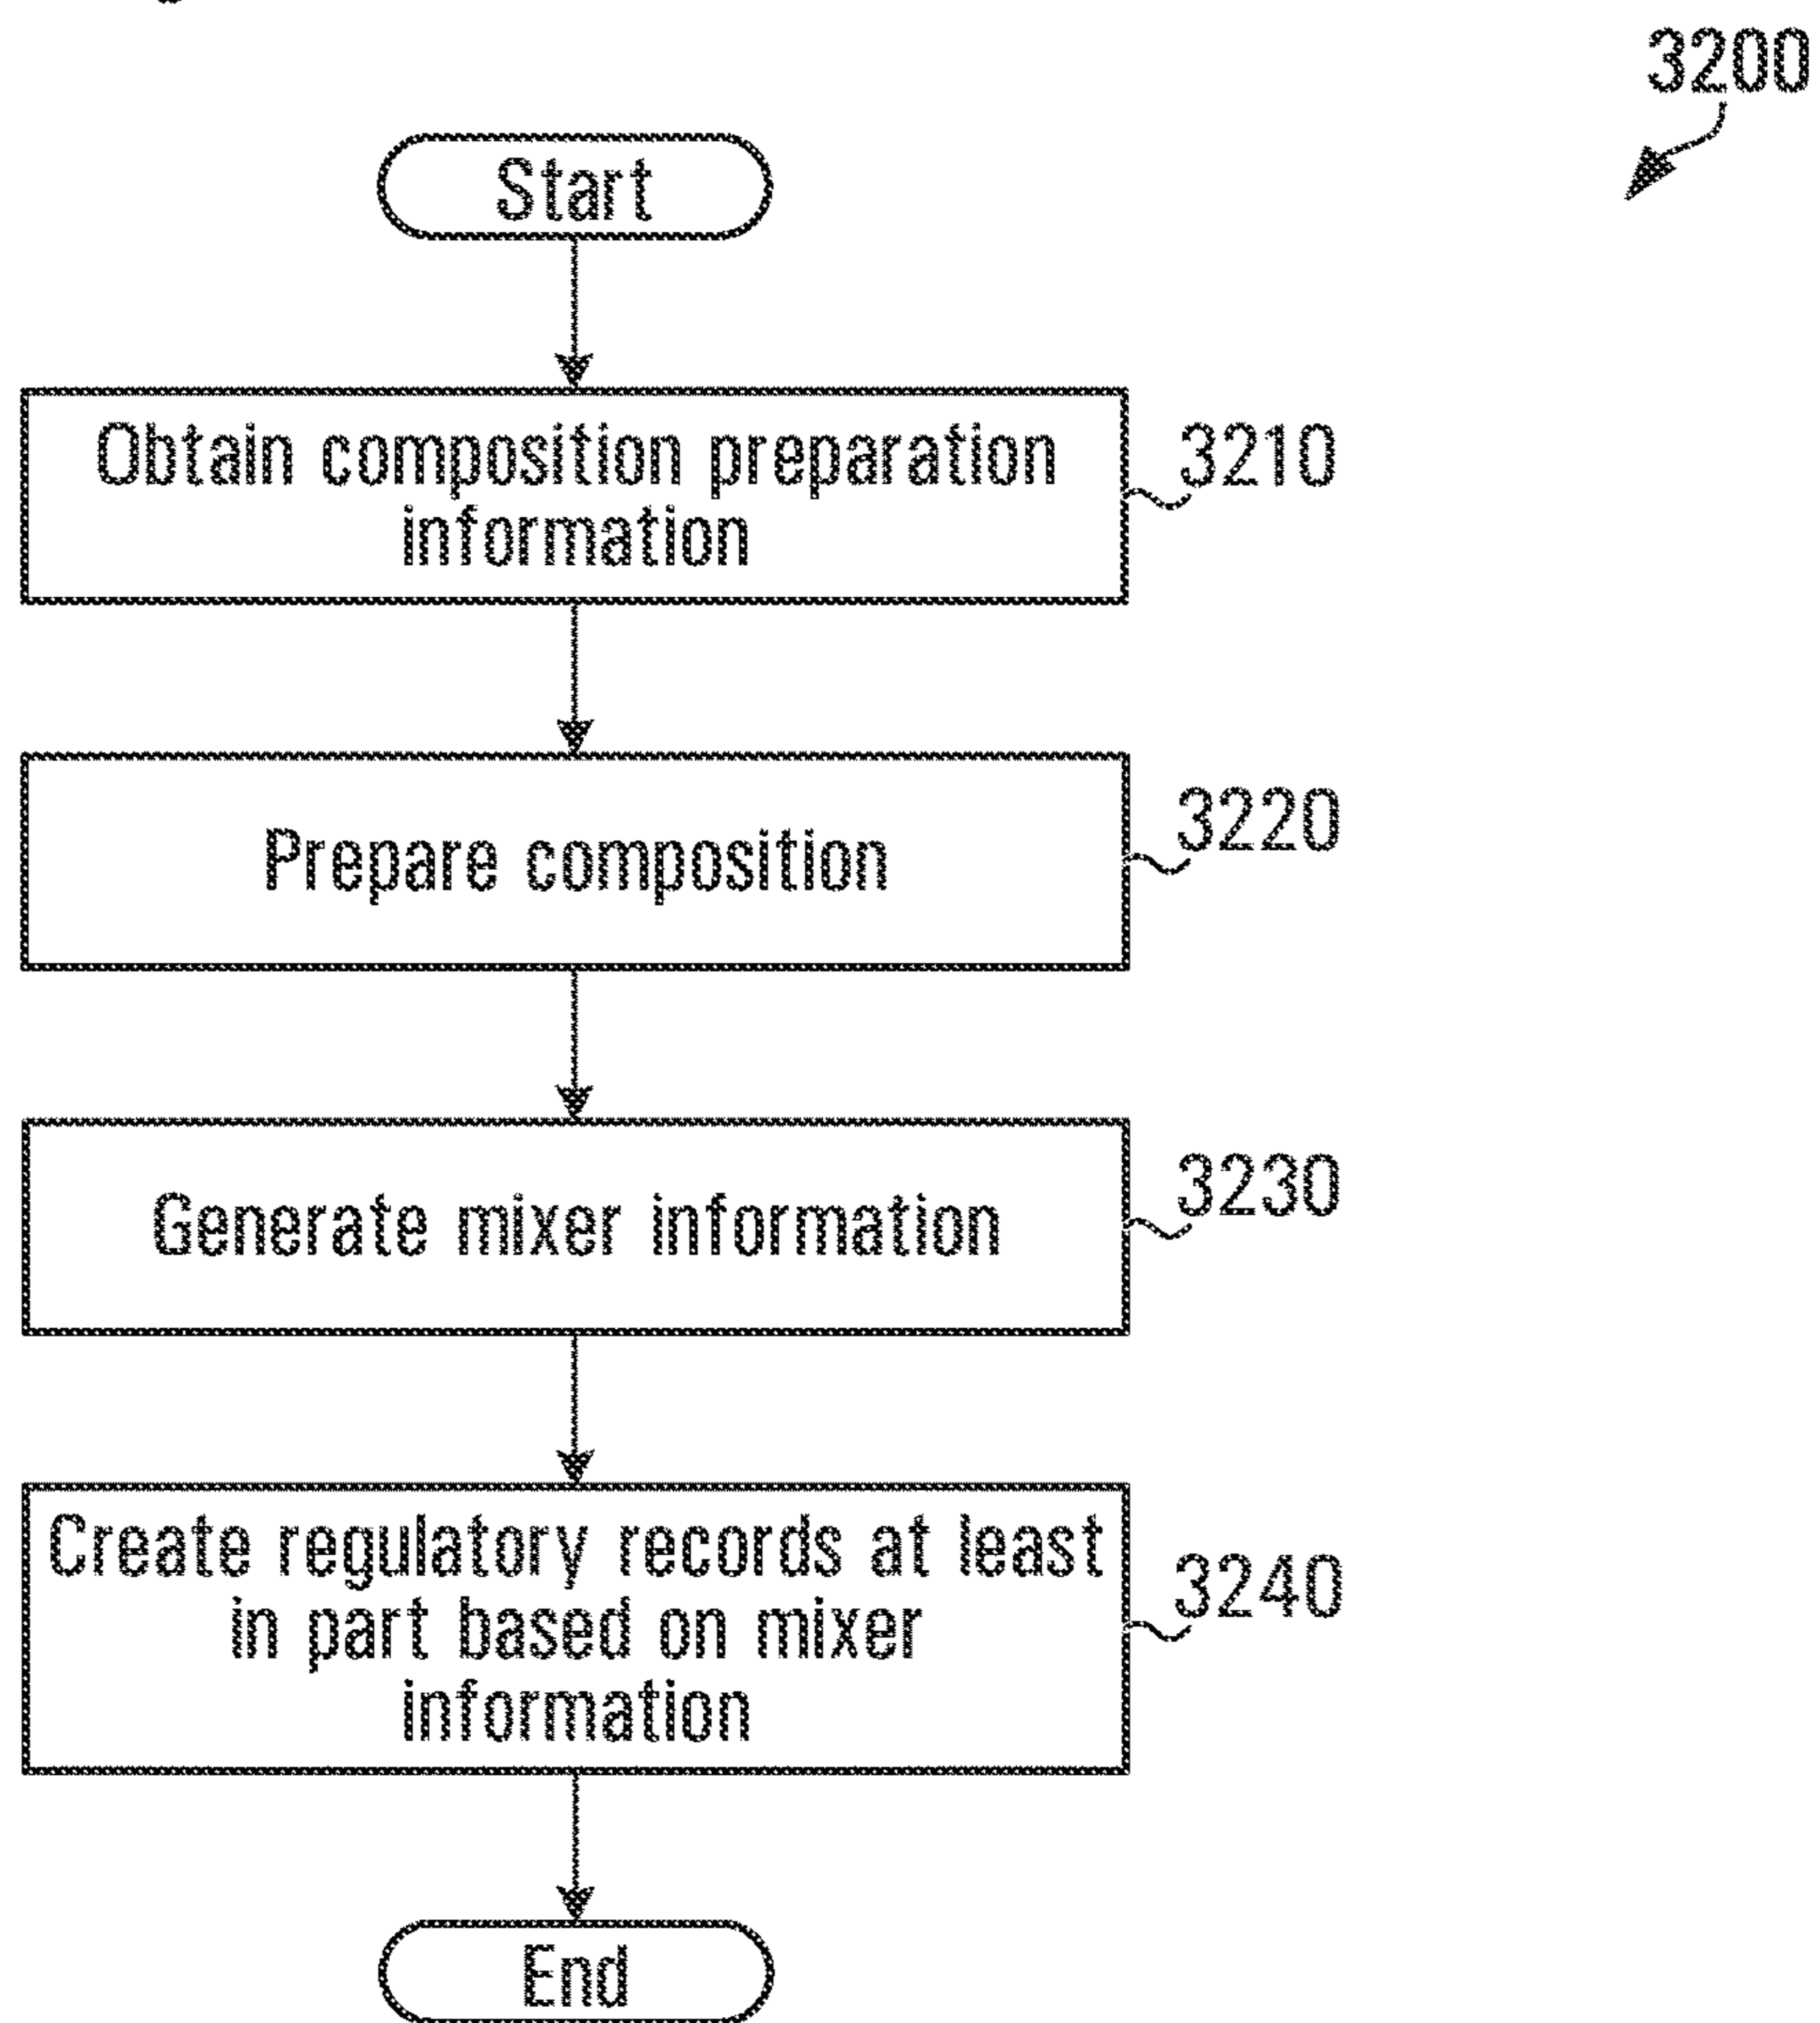 3200
Start
Obtain composition preparation
information
3210
Prepare composition
3220
Generate mixer information
3230
Create regulatory records at least
in part based on mixer
information
3240
End